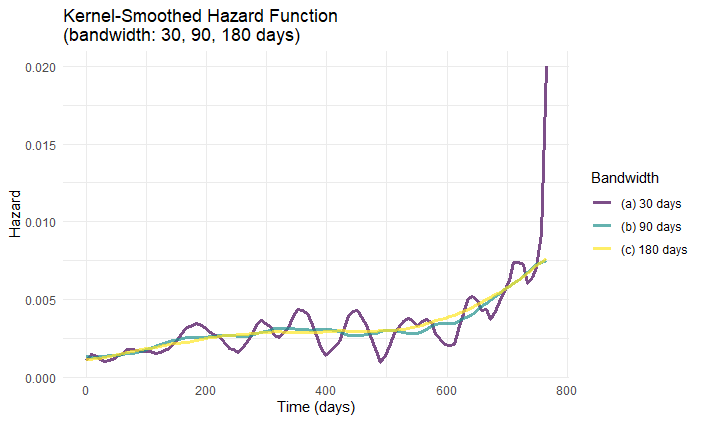 Kernel-Smoothed Hazard Function
(bandwidth: 30, 90, 180 days)
0.020
0.015
0.010
0.005
0.000
Hazard
0 200 400 600 800
Time (days)
Bandwidth
(a) 30 days
(b) 90 days
(c) 180 days